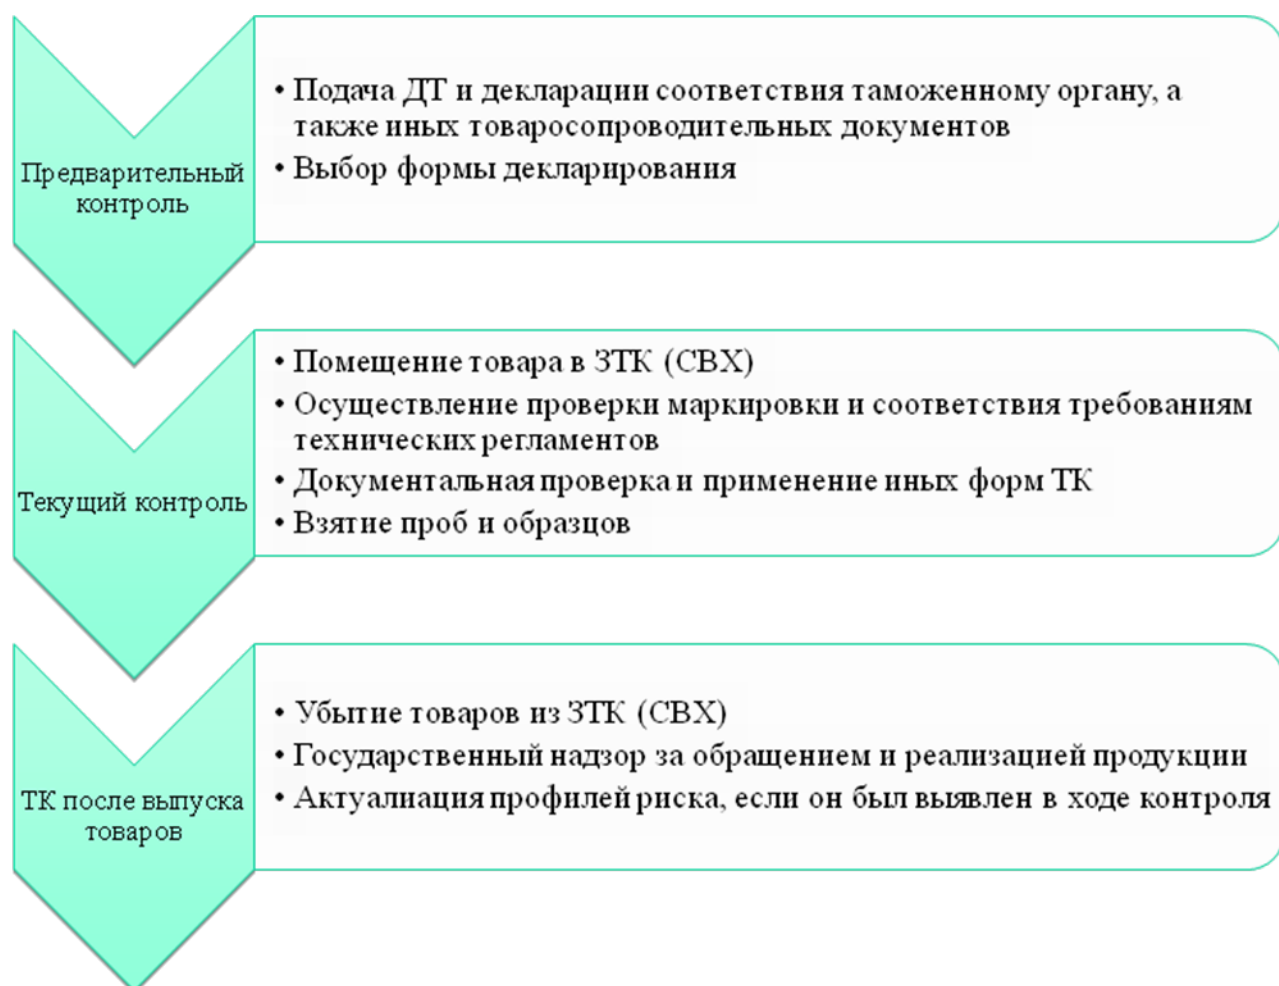 Предварительный
контроль
• Подача ДТ и декларации соответствия таможенному органу, а
также иных товаросопроводительных документов
• Выбор формы декларирования
Текущий контроль
• Помещение товара в ЗТК (СВХ)
• Осуществление проверки маркировки и соответствия требованиям
технических регламентов
• Документальная проверка и применение иных форм ТК
• Взятие проб и образцов
ТК после выпуска
товаров
• Убытие товаров из ЗТК (СВХ)
• Государственный надзор за обращением и реализацией продукции
• Актуалиация профилей риска, если он был выявлен в ходе контроля